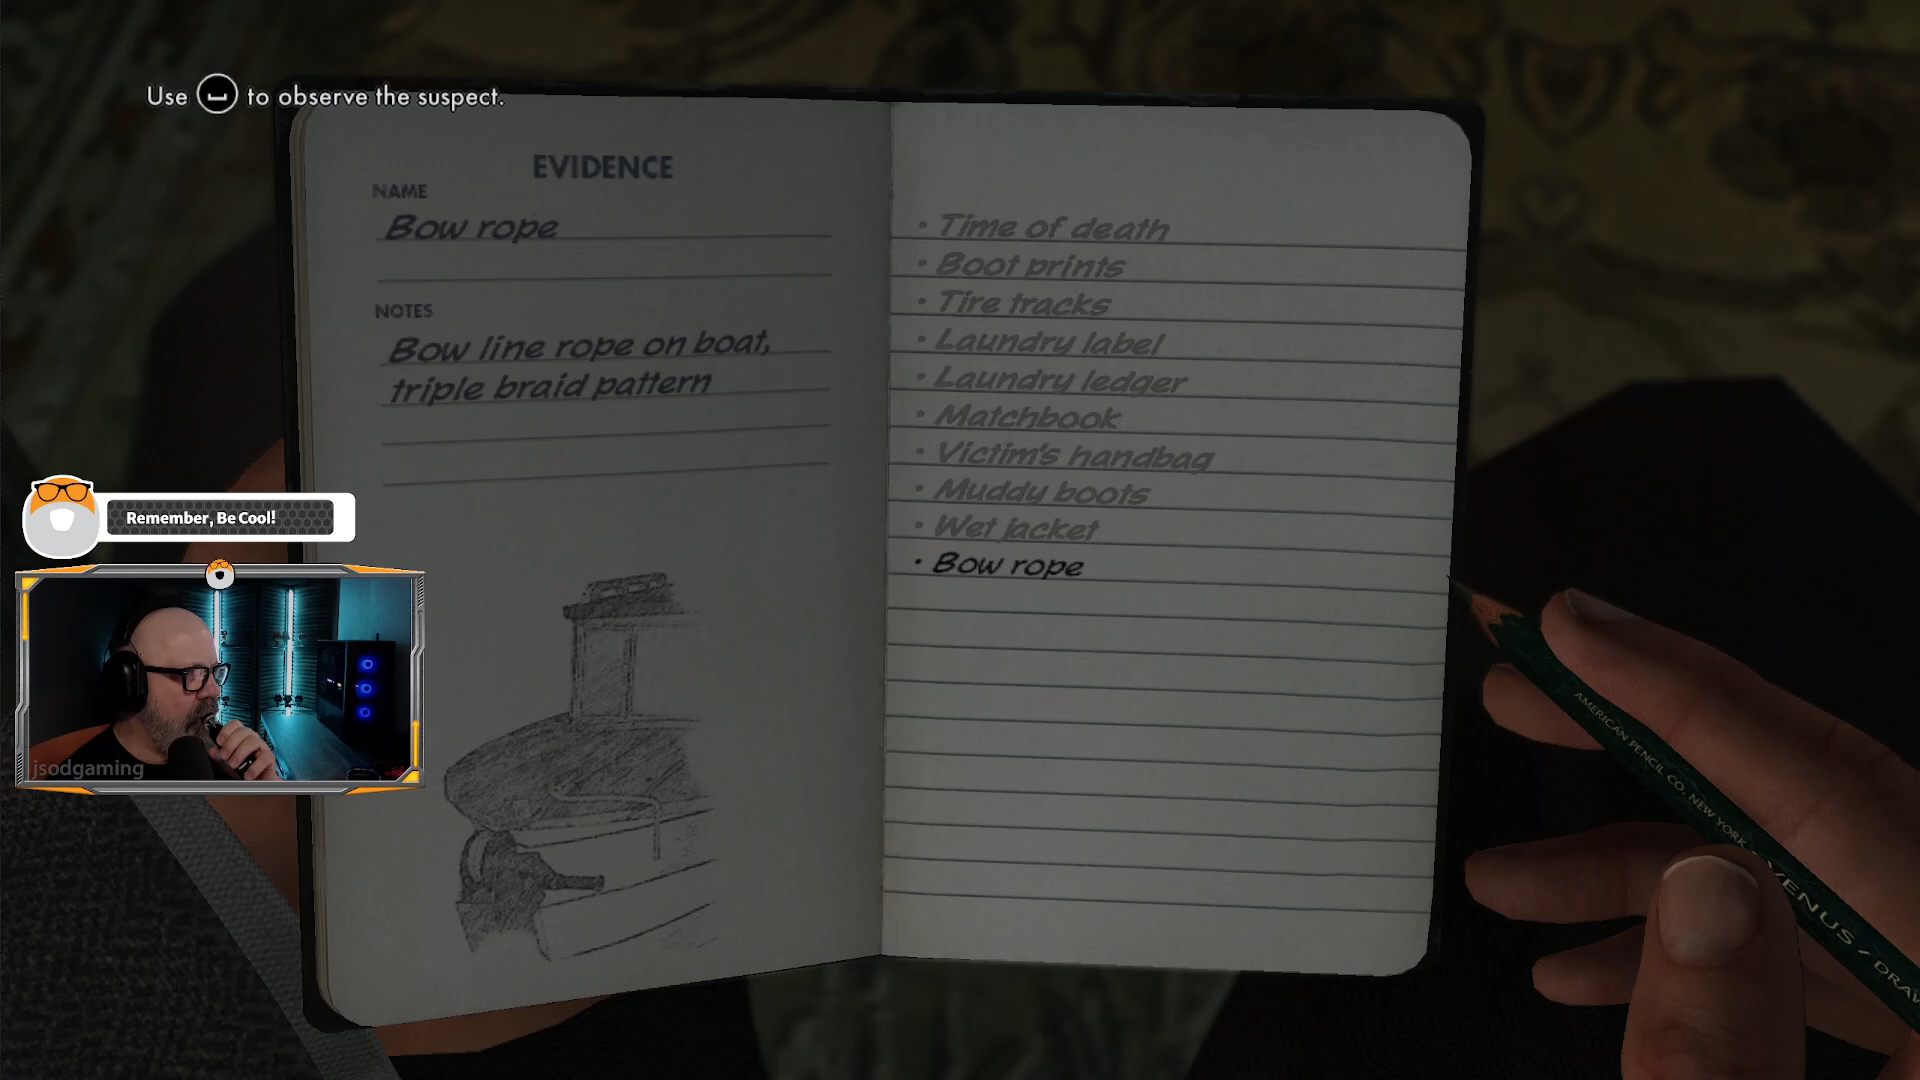 Use to observe the suspect.
EVIDENCE
NAME
Bow rope
NOTES
Bow line rope on boat,
triple braid pattern
• Time of death
• Boot prints
• Tire tracks
• Laundry label
• Laundry ledger
• Matchbook
• Victim's handbag
• Muddy boots
• Wet jacket
• Bow rope
Remember, Be Cool!
jsodgaming
AMERICAN PENCIL CO. NEW YORK
VENUS / DRAW